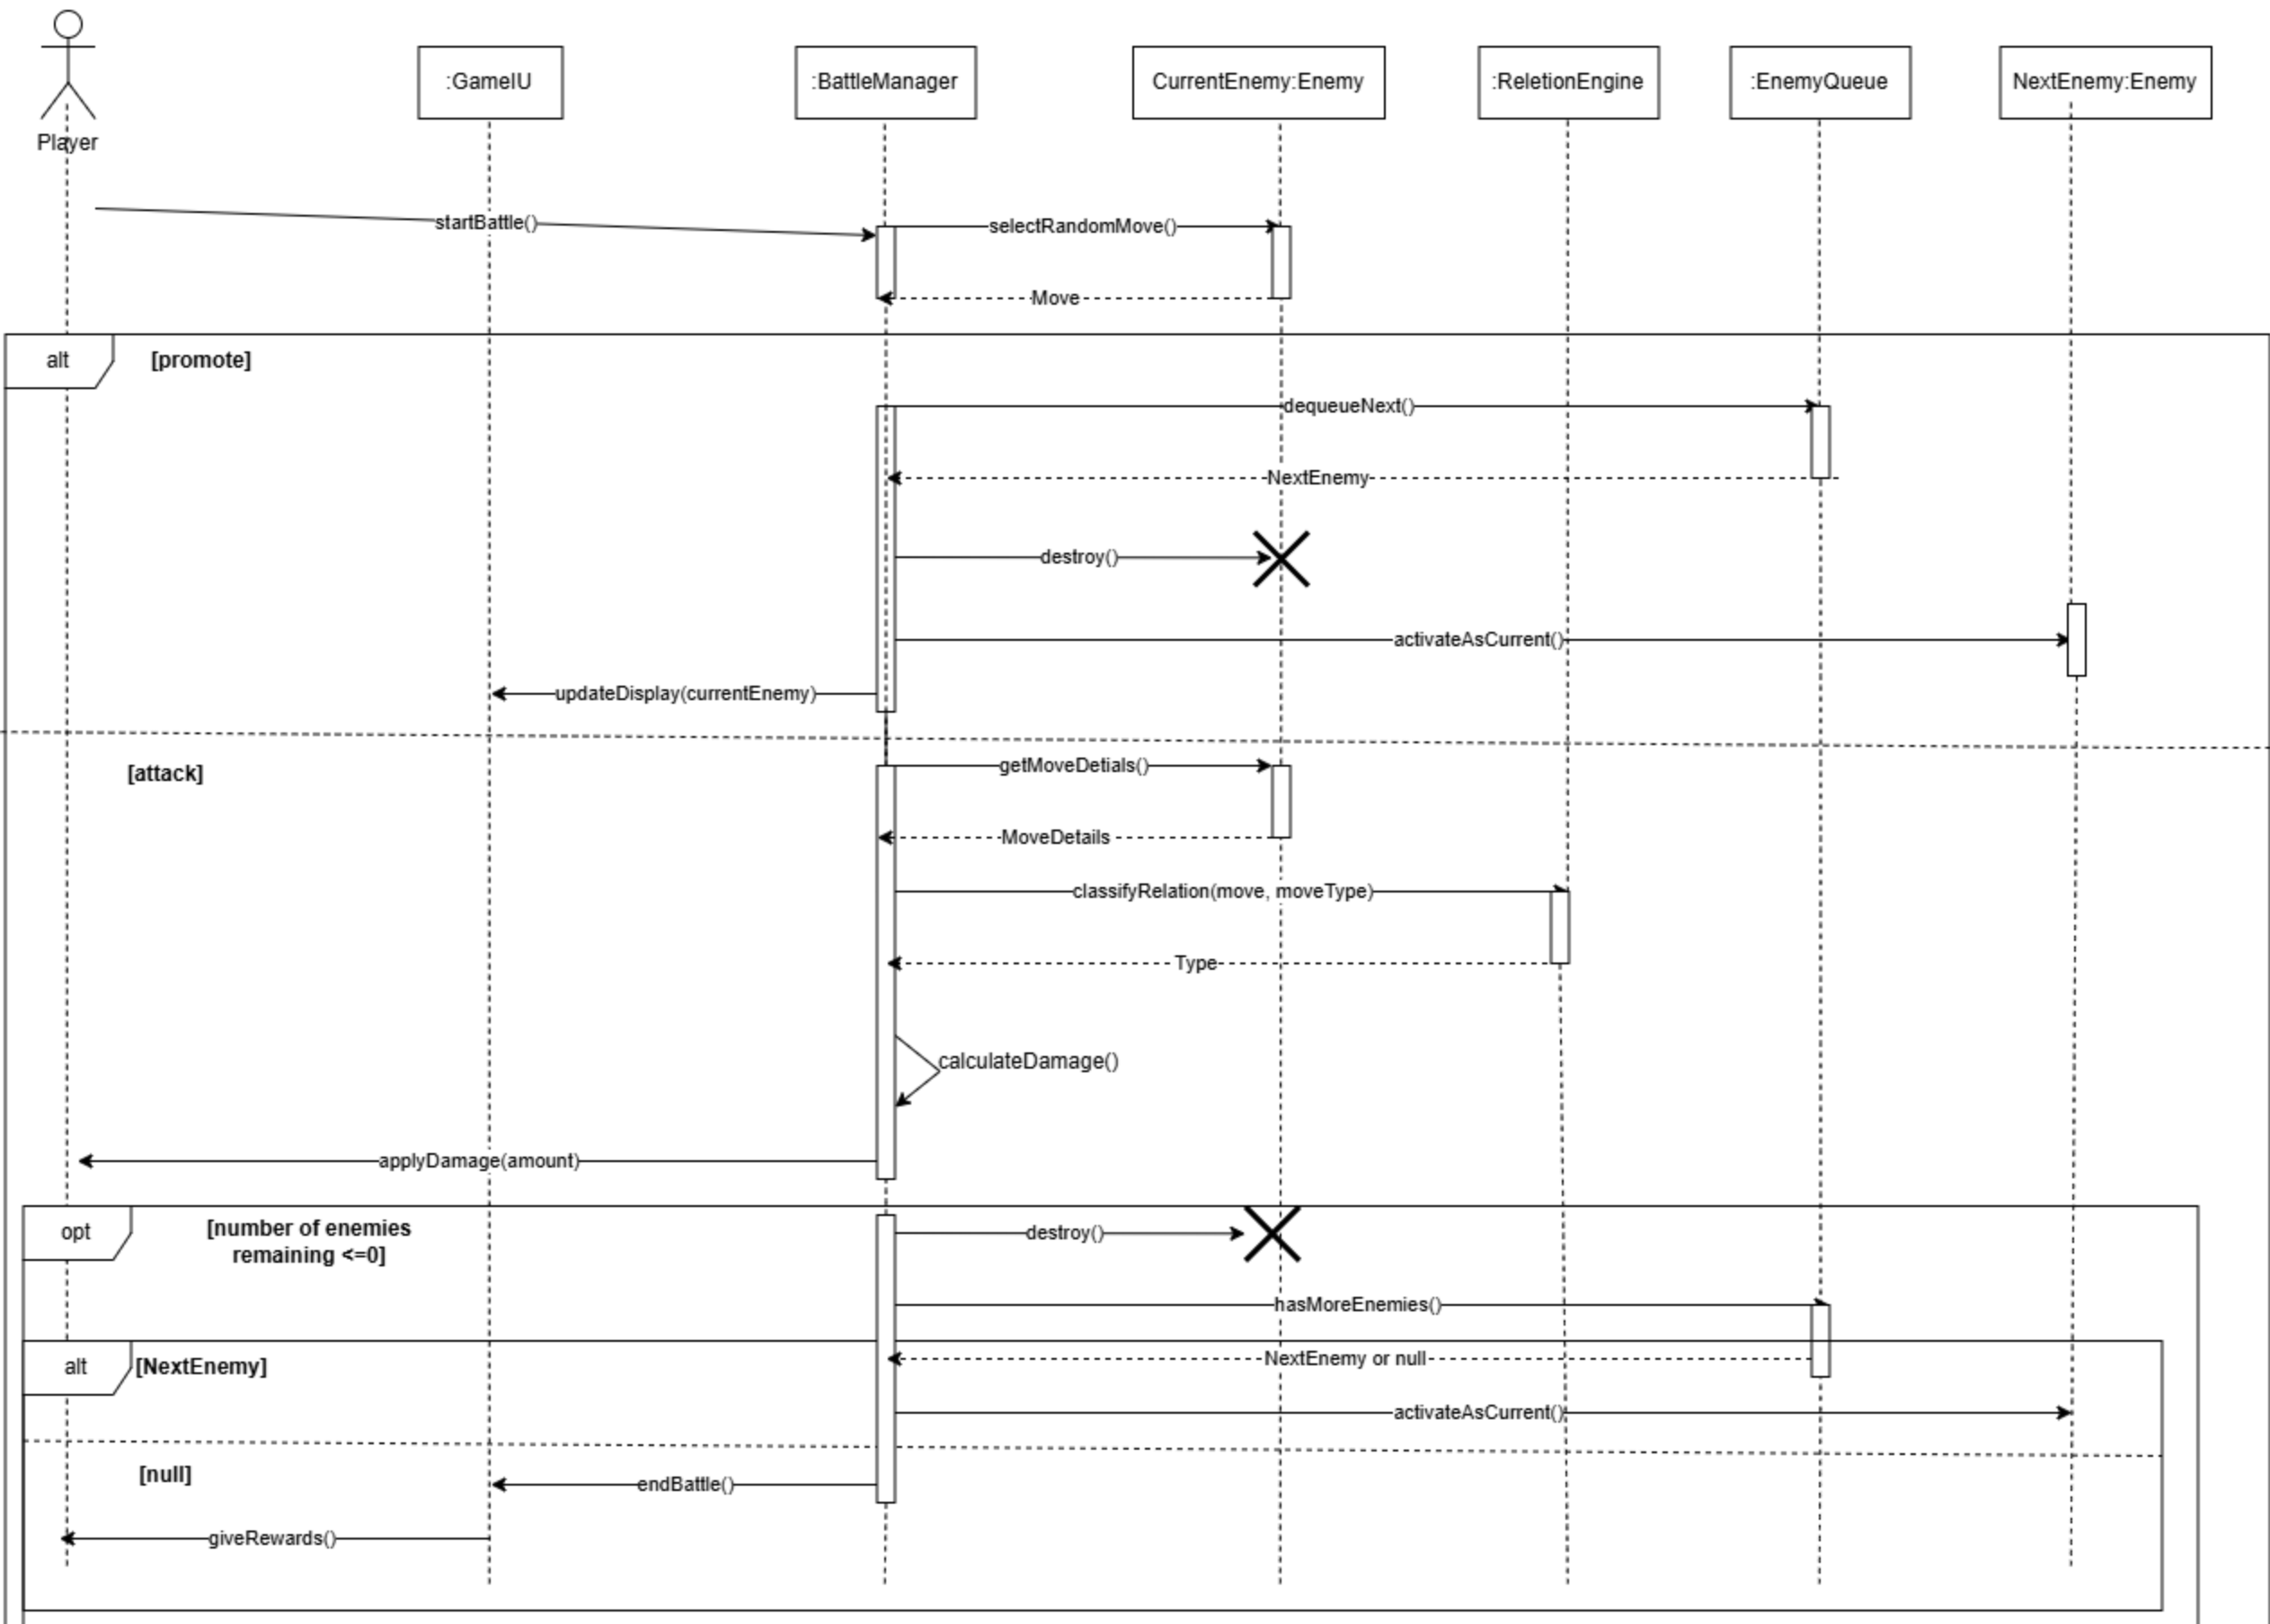 Player
:GameIU
:BattleManager
CurrentEnemy:Enemy
:ReletionEngine
:EnemyQueue
NextEnemy:Enemy
startBattle()
selectRandomMove()
Move
alt
[promote]
dequeueNext()
NextEnemy
destroy()
activateAsCurrent()
updateDisplay(currentEnemy)
[attack]
getMoveDetials()
MoveDetails
classifyRelation(move, moveType)
Type
calculateDamage()
applyDamage(amount)
opt
[number of enemies
remaining <=0]
destroy()
hasMoreEnemies()
alt
[NextEnemy]
NextEnemy or null
activateAsCurrent()
[null]
endBattle()
giveRewards()